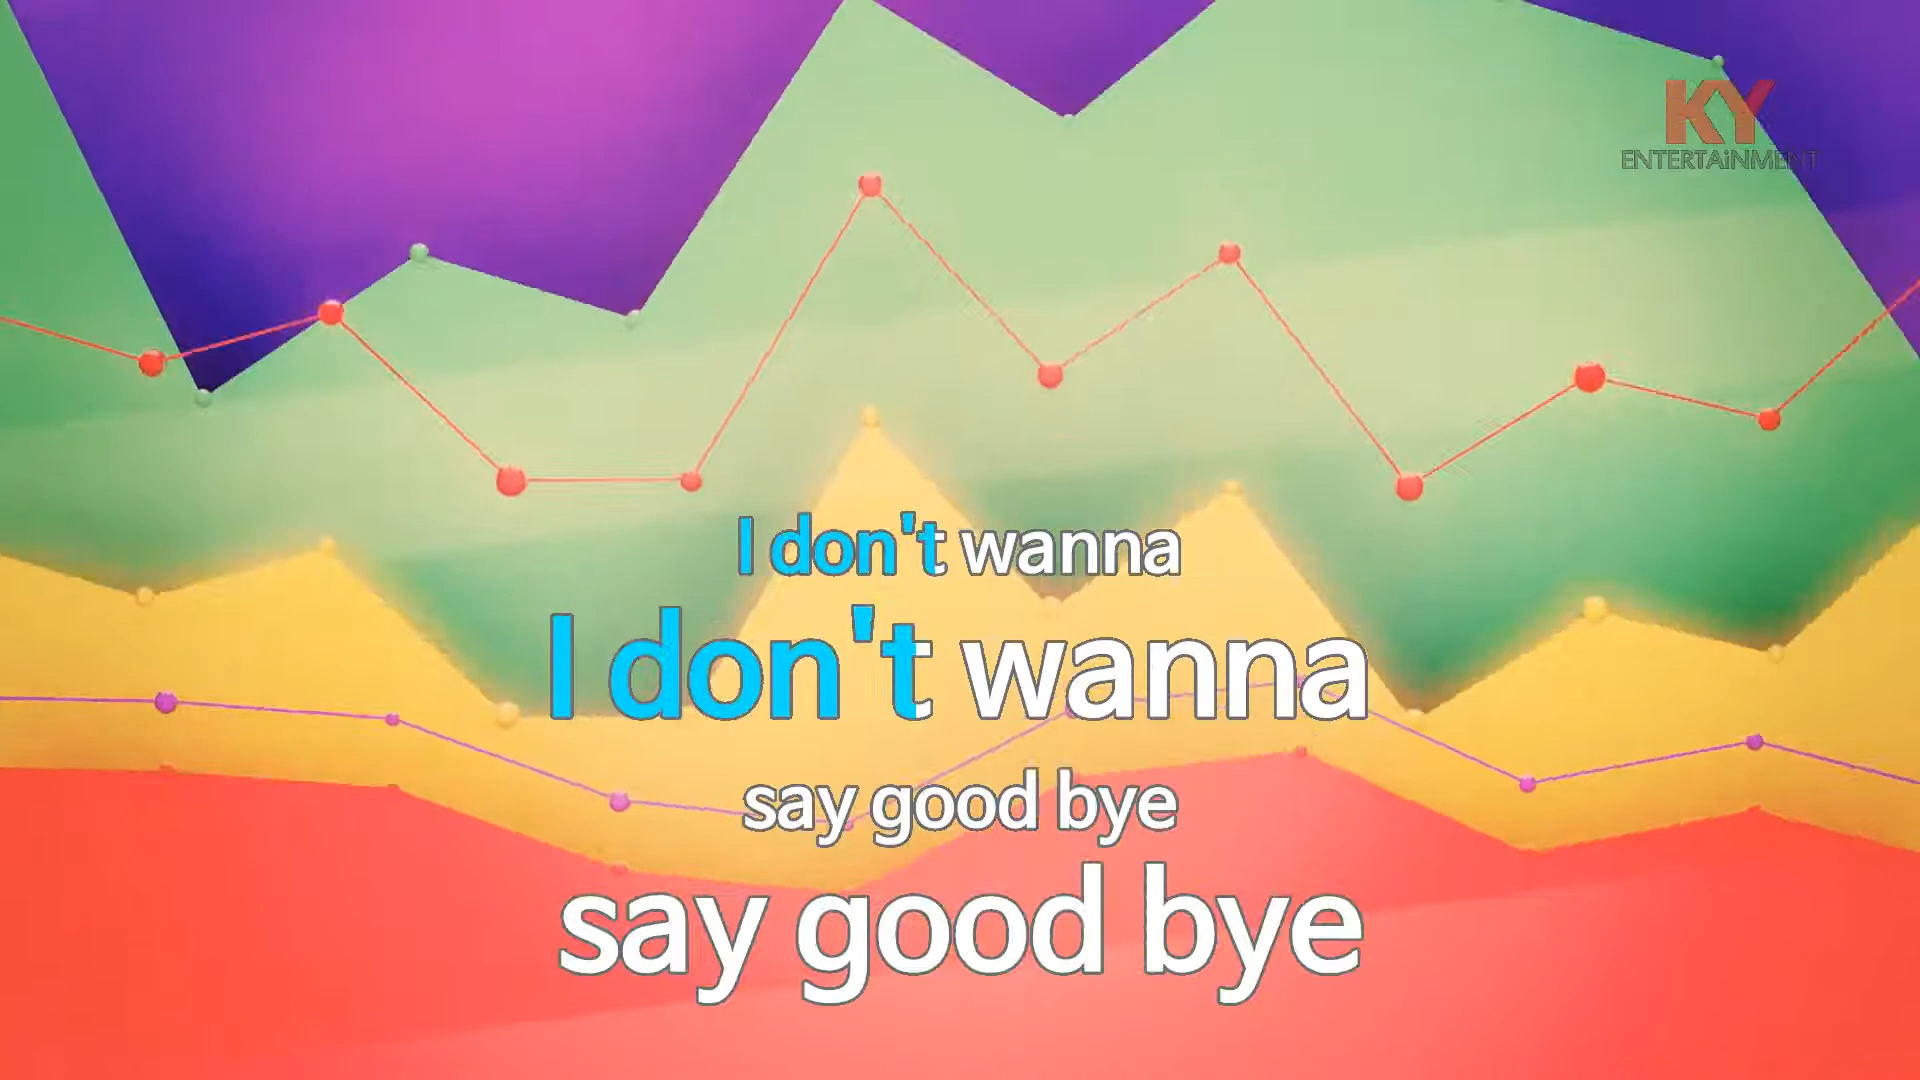 KY
ENTERTAiNMENT
I don't wanna
I don't wanna
say good bye
say good bye